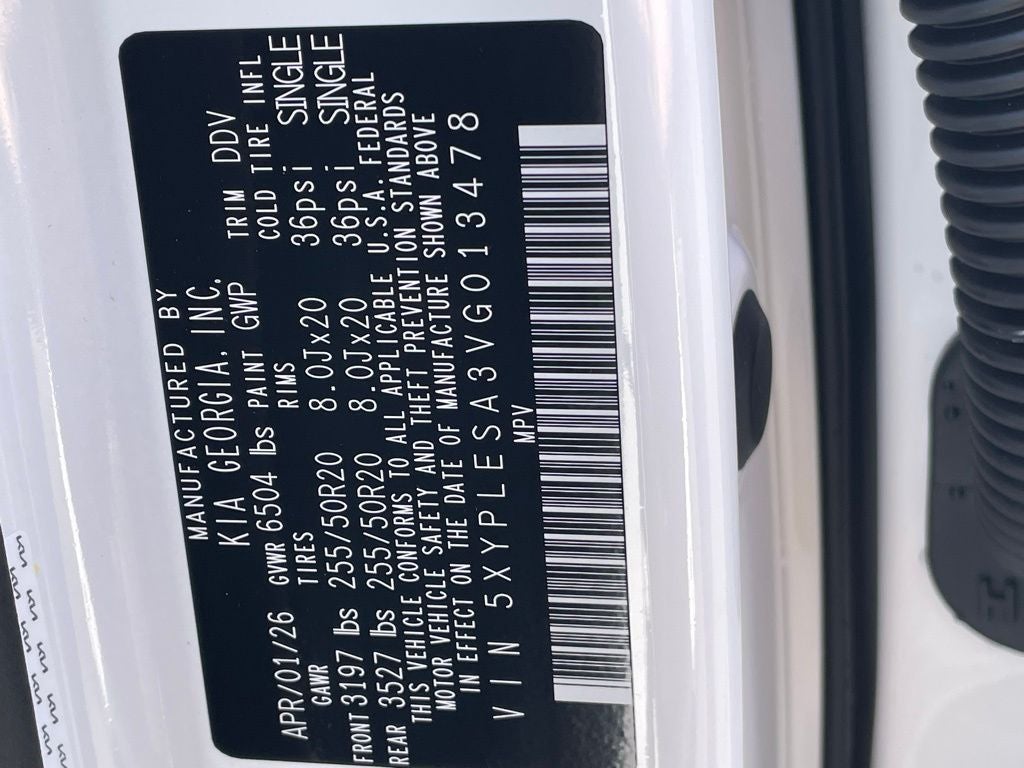 MANUFACTURED BY
KIA GEORGIA, INC.
APR/01/26 GVWR 6504 lbs PAINT GWP TRIM DDV
GAWR TIRES RIMS COLD TIRE INFL
FRONT 3197 lbs 255/50R20 8.0Jx20 36psi SINGLE
REAR 3527 lbs 255/50R20 8.0Jx20 36psi SINGLE
THIS VEHICLE CONFORMS TO ALL APPLICABLE U.S.A. FEDERAL
MOTOR VEHICLE SAFETY AND THEFT PREVENTION STANDARDS
IN EFFECT ON THE DATE OF MANUFACTURE SHOWN ABOVE
VIN 5XYPLESA3VG013478
MPV